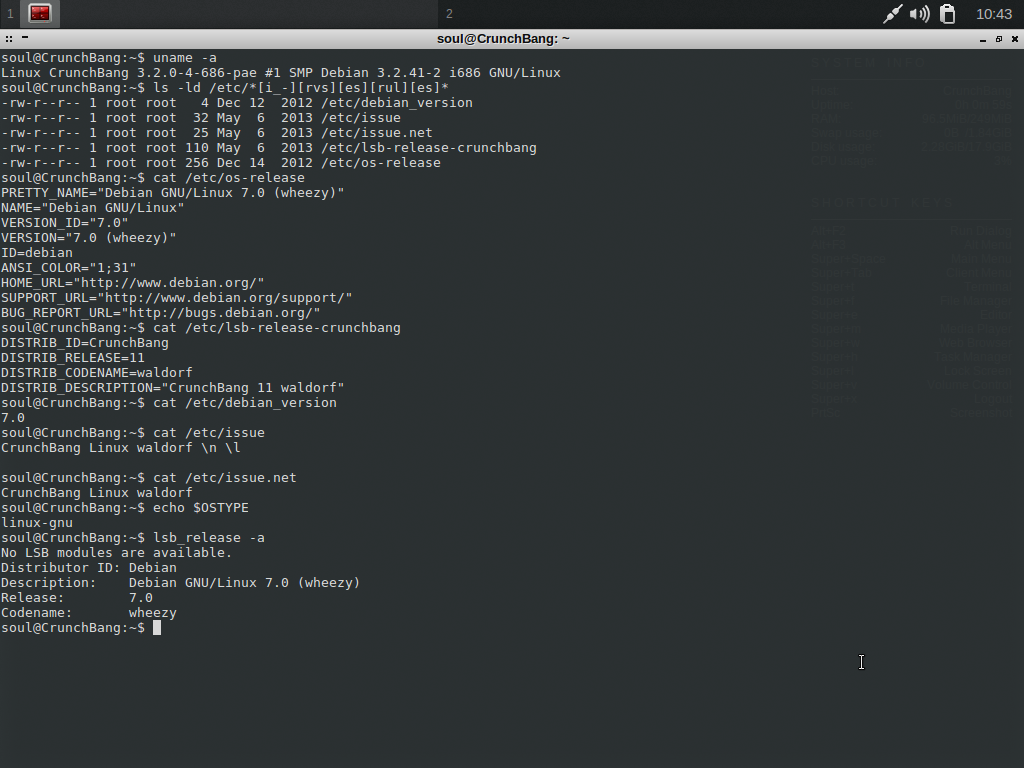 1
2
10:43
soul@CrunchBang: ~
soul@CrunchBang:~$ uname -a
Linux CrunchBang 3.2.0-4-686-pae #1 SMP Debian 3.2.41-2 i686 GNU/Linux
soul@CrunchBang:~$ ls -ld /etc/*[i_-][rvs][es][rul][es]*
-rw-r--r-- 1 root root   4 Dec 12  2012 /etc/debian_version
-rw-r--r-- 1 root root  32 May  6  2013 /etc/issue
-rw-r--r-- 1 root root  25 May  6  2013 /etc/issue.net
-rw-r--r-- 1 root root 110 May  6  2013 /etc/lsb-release-crunchbang
-rw-r--r-- 1 root root 256 Dec 14  2012 /etc/os-release
soul@CrunchBang:~$ cat /etc/os-release
PRETTY_NAME="Debian GNU/Linux 7.0 (wheezy)"
NAME="Debian GNU/Linux"
VERSION_ID="7.0"
VERSION="7.0 (wheezy)"
ID=debian
ANSI_COLOR="1;31"
HOME_URL="http://www.debian.org/"
SUPPORT_URL="http://www.debian.org/support/"
BUG_REPORT_URL="http://bugs.debian.org/"
soul@CrunchBang:~$ cat /etc/lsb-release-crunchbang
DISTRIB_ID=CrunchBang
DISTRIB_RELEASE=11
DISTRIB_CODENAME=waldorf
DISTRIB_DESCRIPTION="CrunchBang 11 waldorf"
soul@CrunchBang:~$ cat /etc/debian_version
7.0
soul@CrunchBang:~$ cat /etc/issue
CrunchBang Linux waldorf \n \l
soul@CrunchBang:~$ cat /etc/issue.net
CrunchBang Linux waldorf
soul@CrunchBang:~$ echo $OSTYPE
linux-gnu
soul@CrunchBang:~$ lsb_release -a
No LSB modules are available.
Distributor ID: Debian
Description:    Debian GNU/Linux 7.0 (wheezy)
Release:        7.0
Codename:       wheezy
soul@CrunchBang:~$
SYSTEM INFO
SHORTCUT KEYS